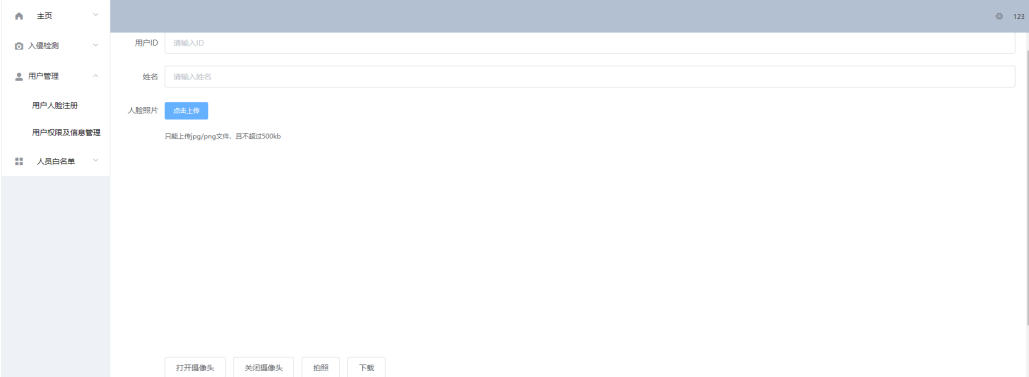 主页
123
入侵检测
用户管理
用户人脸注册
用户权限及信息管理
人员白名单
用户ID 请输入ID
姓名 请输入姓名
人脸照片 点击上传
只能上传jpg/png文件，且不超过500kb
打开摄像头 关闭摄像头 拍照 下载